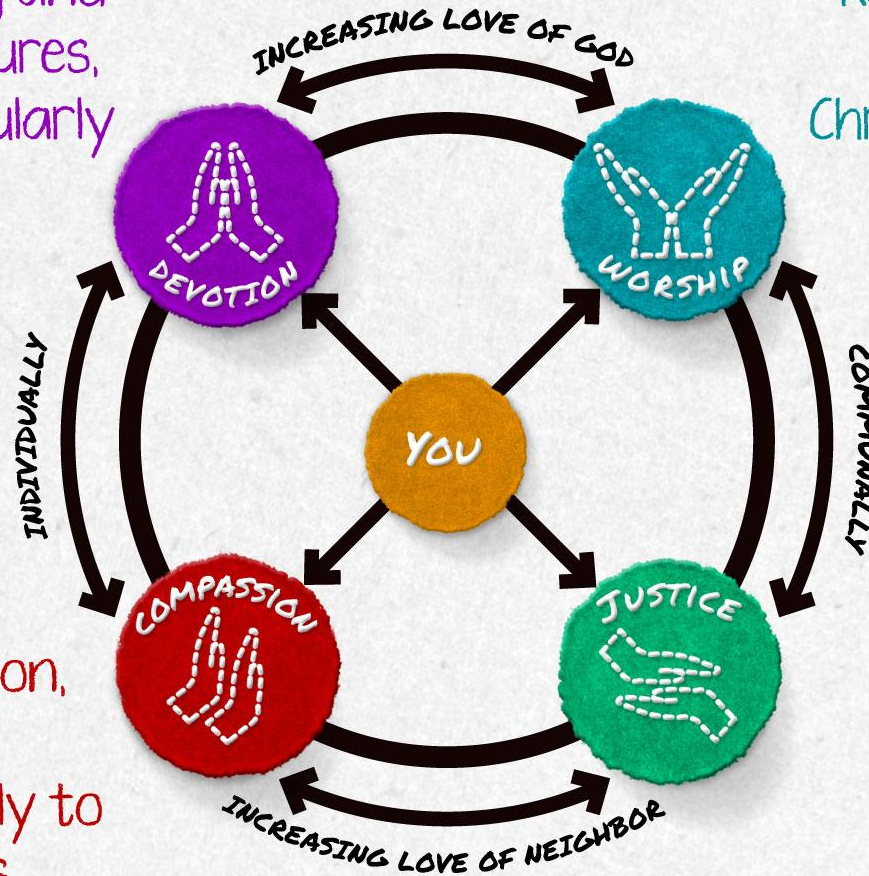 INCREASING LOVE OF GOD
ures,
ularly
Chr
DEVOTION
WORSHIP
INDIVIDUALLY
YOU
COMMUNALLY
COMPASSION
JUSTICE
on,
ly to
INCREASING LOVE OF NEIGHBOR